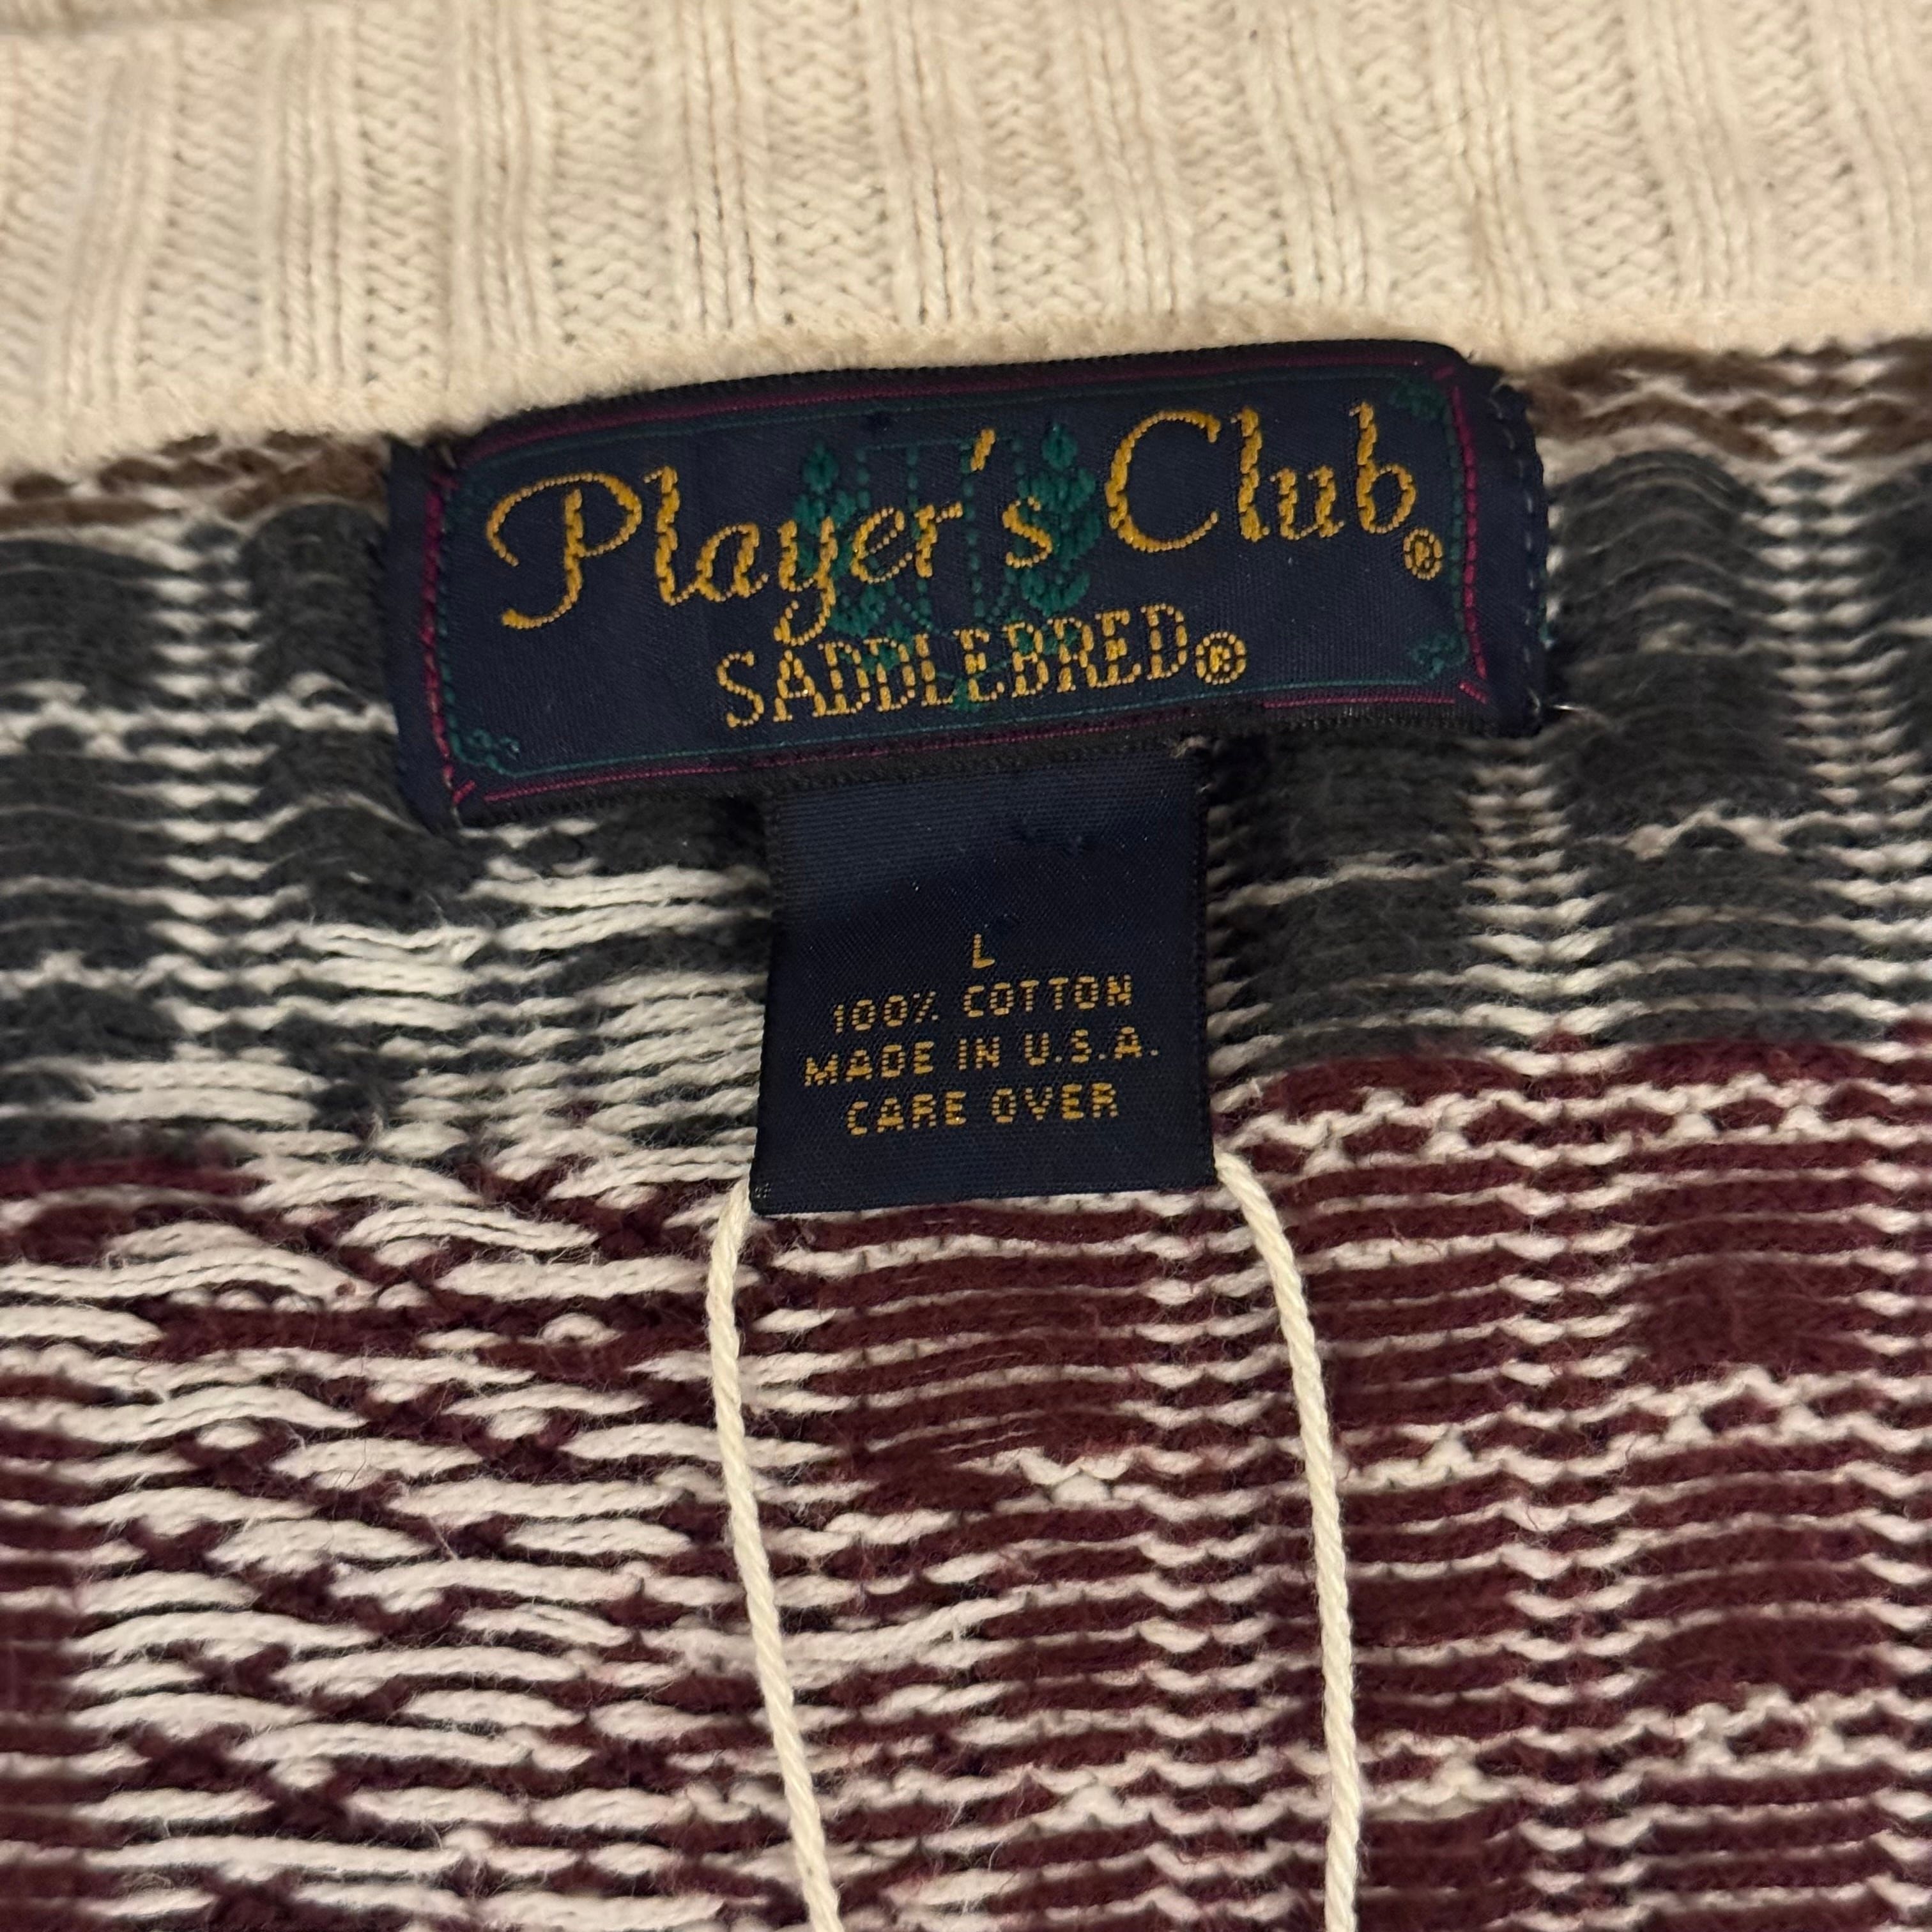 Player's Club®
SADDLEBRED®
L
100% COTTON
MADE IN U.S.A.
CARE OVER